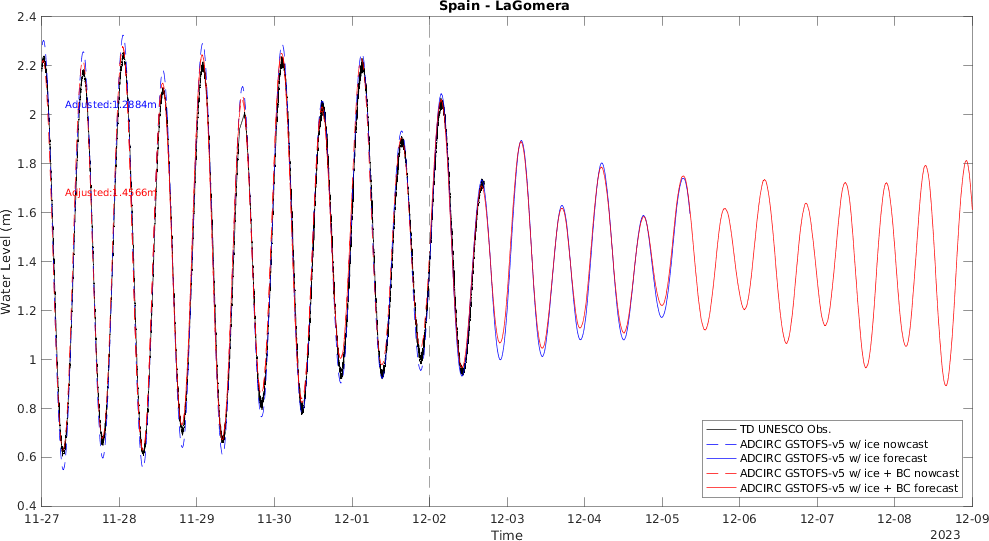 Spain - LaGomera
2.4
2.2
2
1.8
1.6
1.4
1.2
1
0.8
0.6
0.4
Water Level (m)
Adjusted:1.2884m
Adjusted:1.4566m
TD UNESCO Obs.
ADCIRC GSTOFS-v5 w/ ice nowcast
ADCIRC GSTOFS-v5 w/ ice forecast
ADCIRC GSTOFS-v5 w/ ice + BC nowcast
ADCIRC GSTOFS-v5 w/ ice + BC forecast
11-27 11-28 11-29 11-30 12-01 12-02 12-03 12-04 12-05 12-06 12-07 12-08 12-09
Time
2023